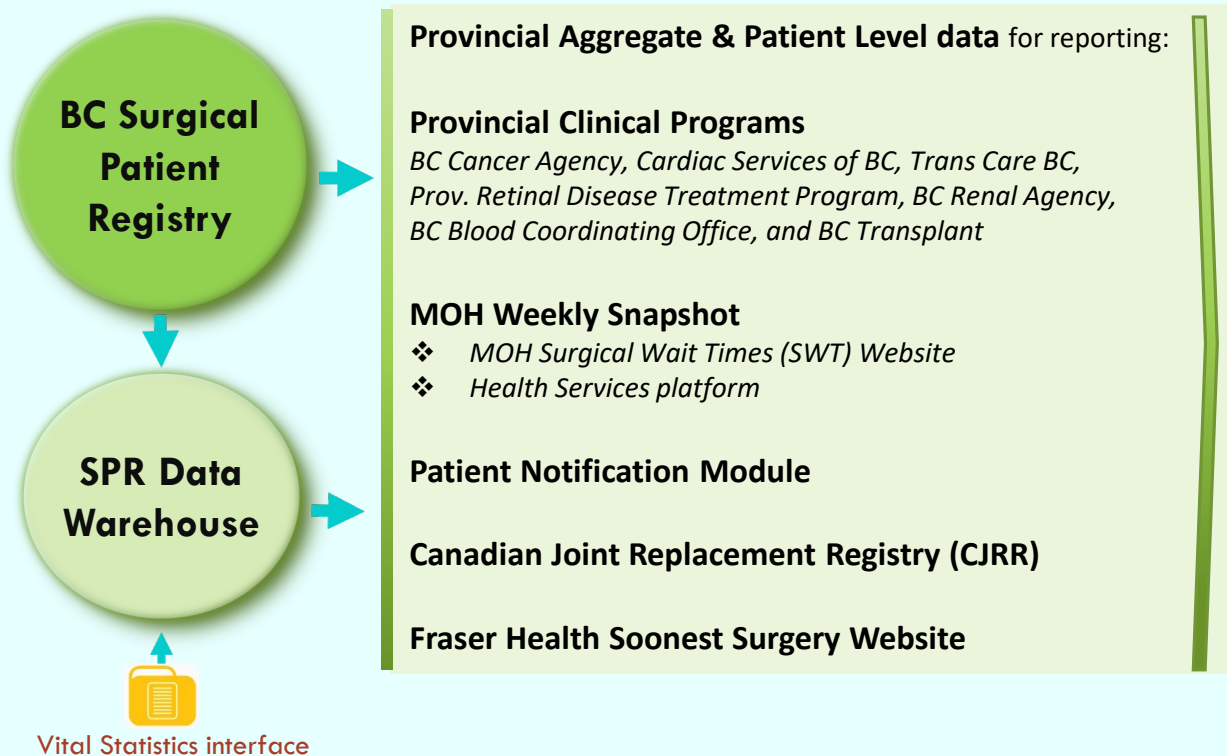 BC Surgical
Patient
Registry
SPR Data
Warehouse
Vital Statistics interface
Provincial Aggregate & Patient Level data for reporting:
Provincial Clinical Programs
BC Cancer Agency, Cardiac Services of BC, Trans Care BC,
Prov. Retinal Disease Treatment Program, BC Renal Agency,
BC Blood Coordinating Office, and BC Transplant
MOH Weekly Snapshot
❖ MOH Surgical Wait Times (SWT) Website
❖ Health Services platform
Patient Notification Module
Canadian Joint Replacement Registry (CJRR)
Fraser Health Soonest Surgery Website